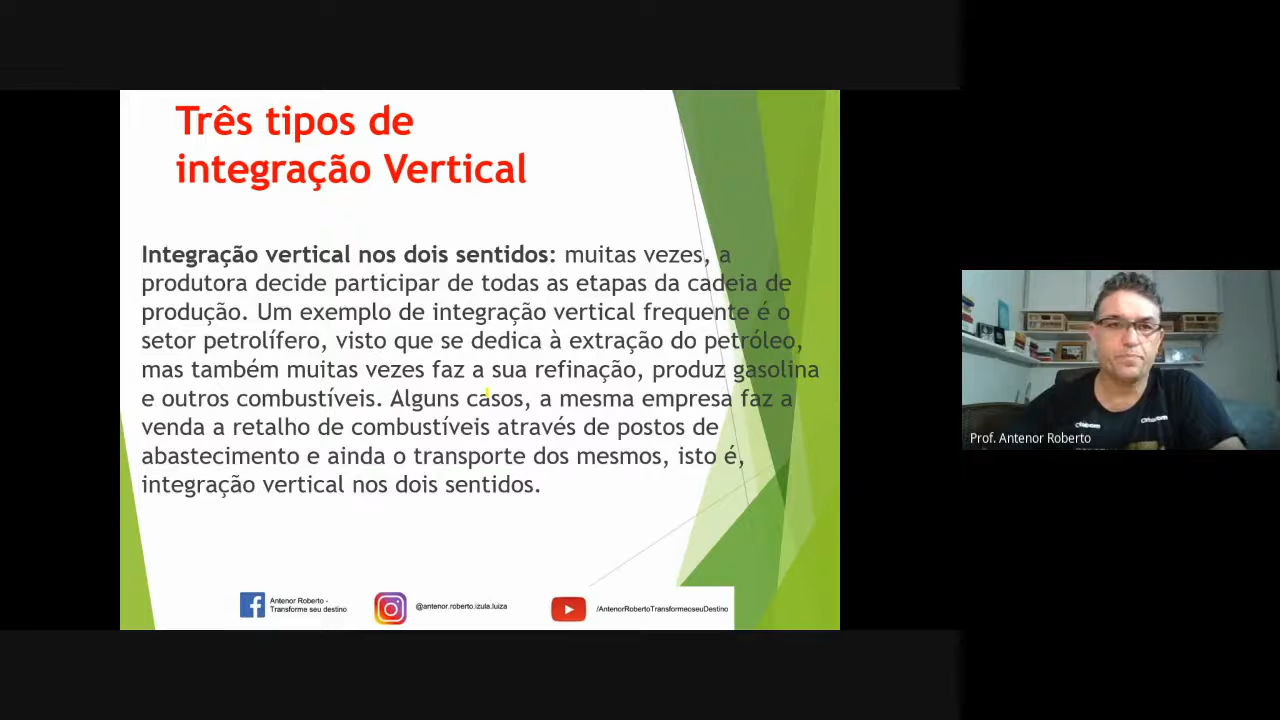 Três tipos de
integração Vertical
Integração vertical nos dois sentidos: muitas vezes, a
produtora decide participar de todas as etapas da cadeia de
produção. Um exemplo de integração vertical frequente é o
setor petrolífero, visto que se dedica à extração do petróleo,
mas também muitas vezes faz a sua refinação, produz gasolina
e outros combustíveis. Alguns casos, a mesma empresa faz a
venda a retalho de combustíveis através de postos de
abastecimento e ainda o transporte dos mesmos, isto é,
integração vertical nos dois sentidos.
Antenor Roberto -
Transforme seu destino
@antenor.roberto.izula.luiza
/AntenorRobertoTransformeoseuDestino
Prof. Antenor Roberto